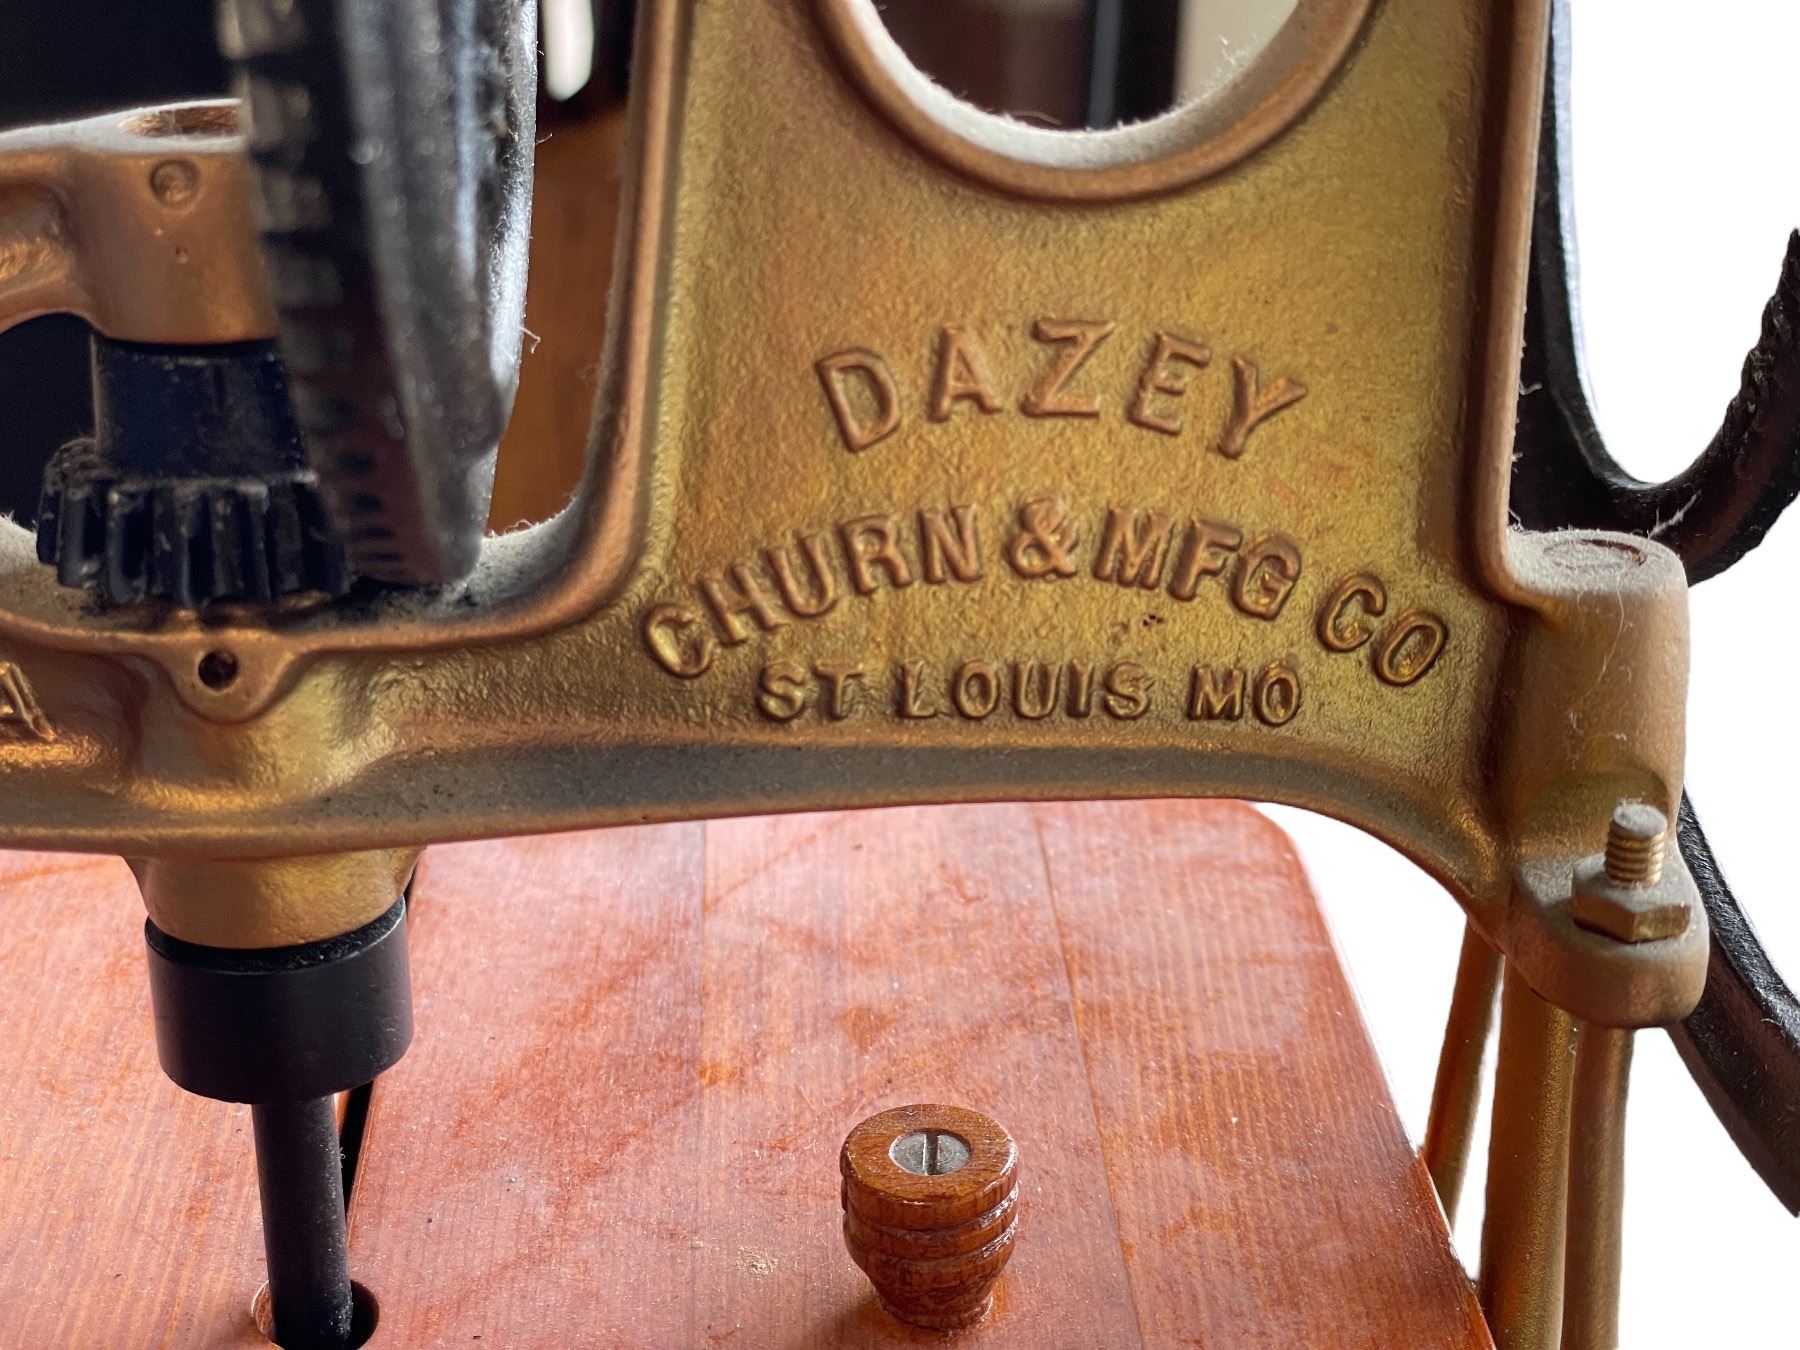 DAZEY
CHURN & MFG CO
ST LOUIS MO
A